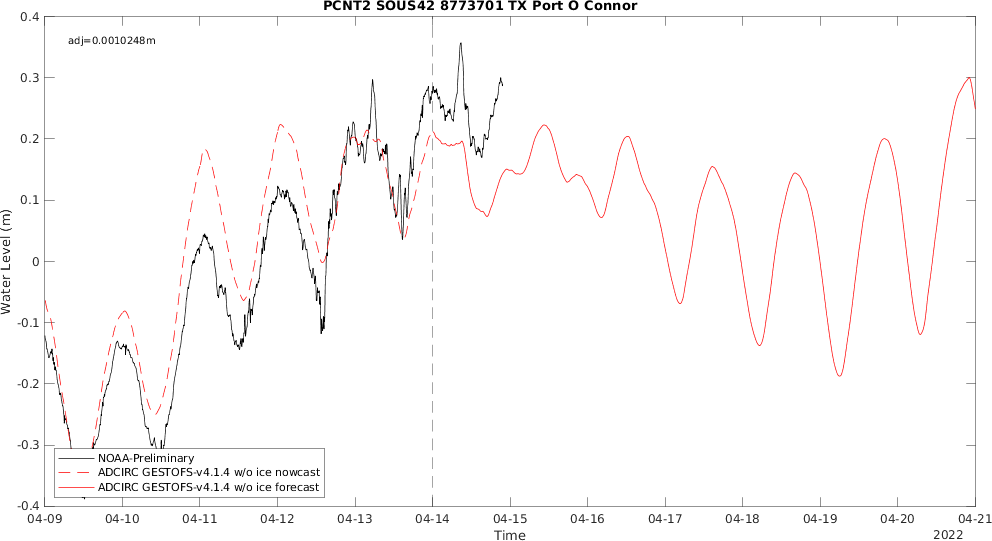 PCNT2 SOUS42 8773701 TX Port O Connor
adj=0.0010248m
0.4
0.3
0.2
0.1
0
-0.1
-0.2
-0.3
-0.4
Water Level (m)
NOAA-Preliminary
ADCIRC GESTOFS-v4.1.4 w/o ice nowcast
ADCIRC GESTOFS-v4.1.4 w/o ice forecast
04-09 04-10 04-11 04-12 04-13 04-14 04-15 04-16 04-17 04-18 04-19 04-20 04-21
Time
2022